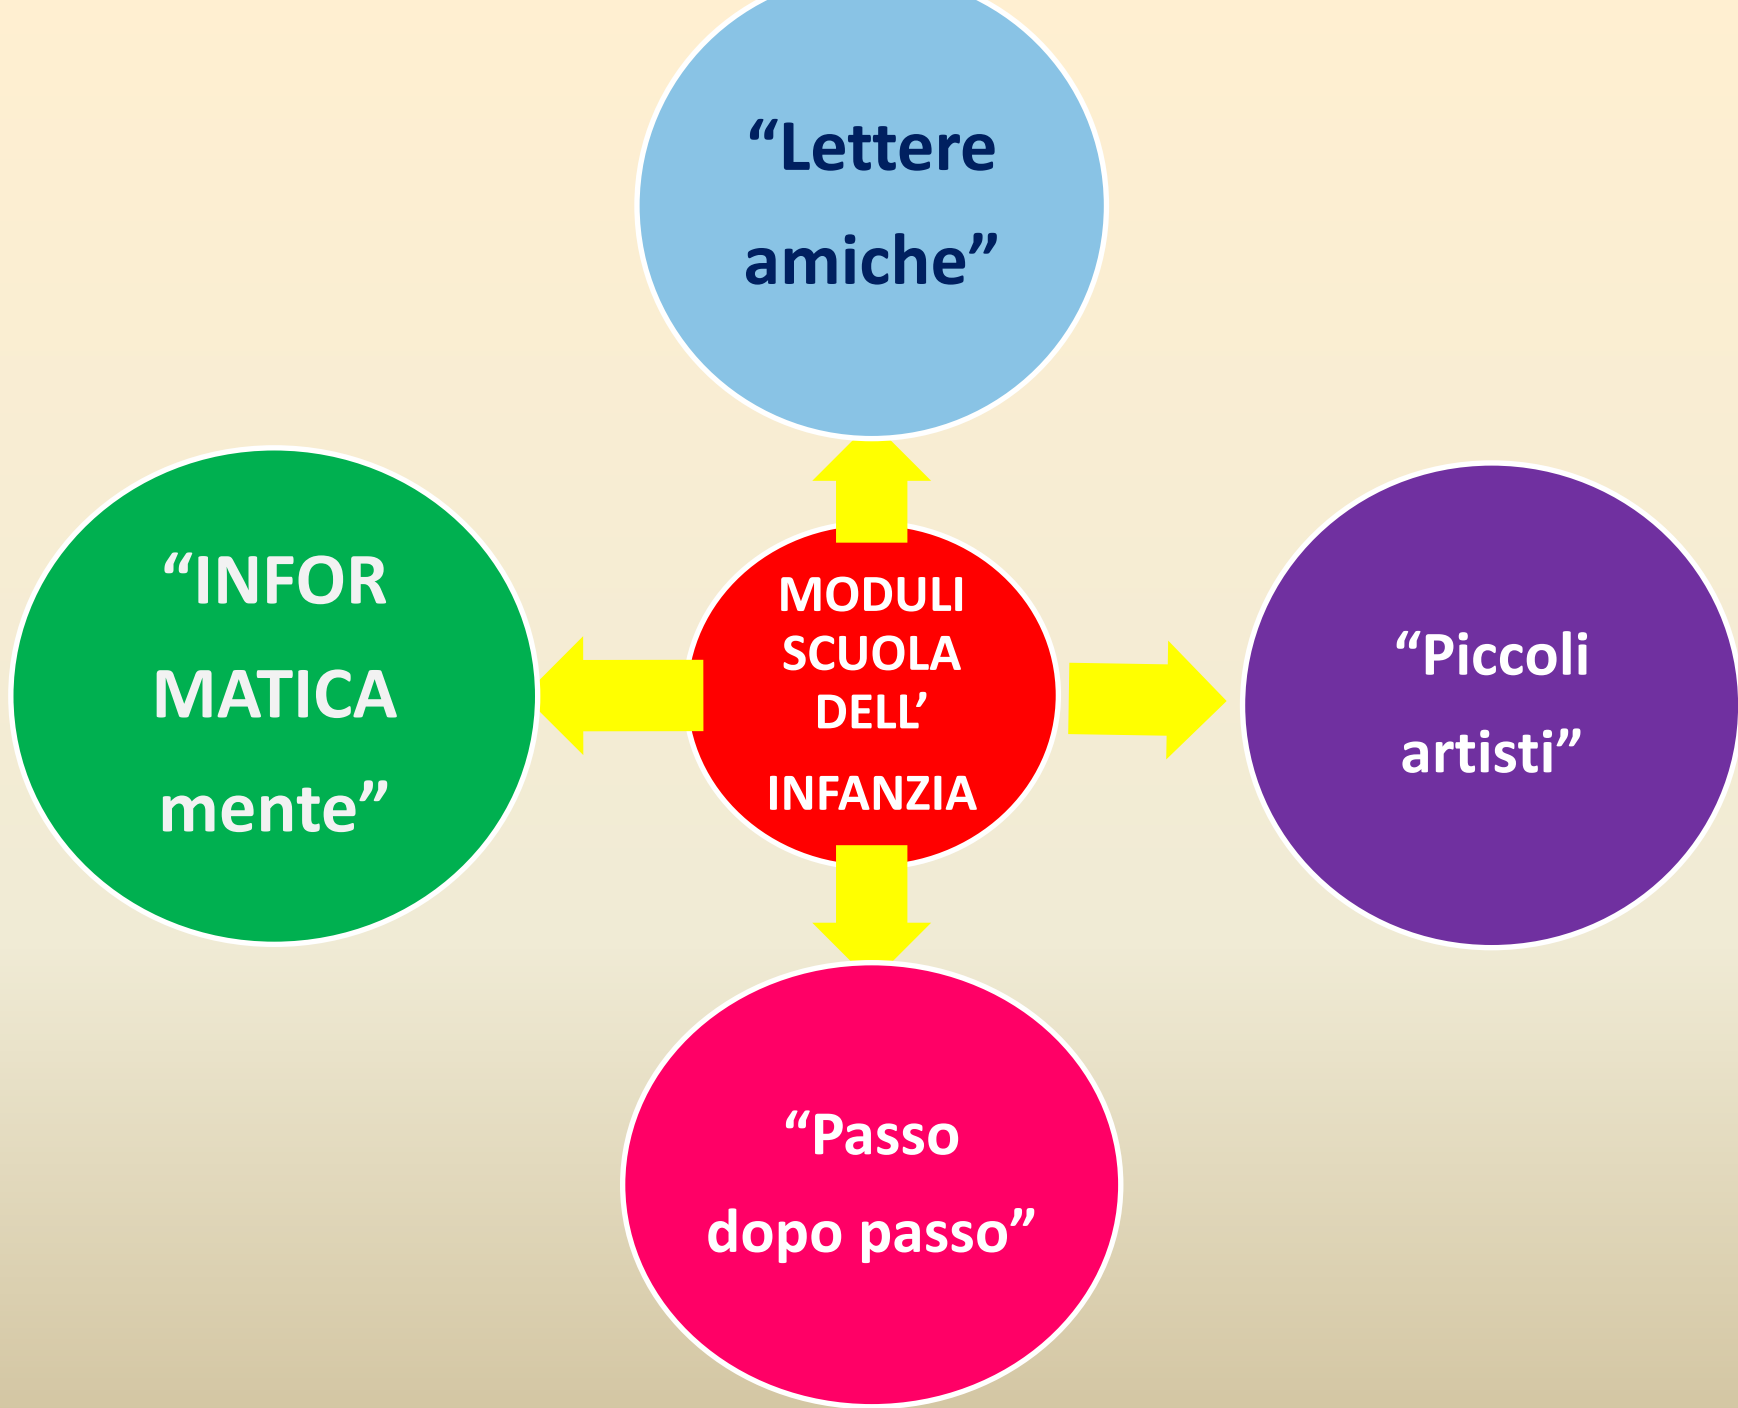 “Lettere
amiche”
“INFOR
MATICA
mente”
MODULI
SCUOLA
DELL’
INFANZIA
“Piccoli
artisti”
“Passo
dopo passo”